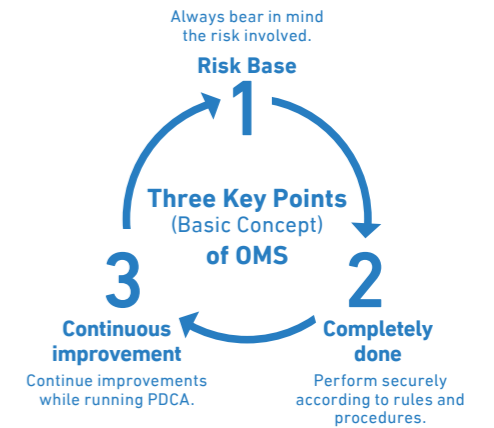 Always bear in mind
the risk involved.
Risk Base
1
Three Key Points
(Basic Concept)
of OMS
2
Completely
done
Perform securely
according to rules and
procedures.
3
Continuous
improvement
Continue improvements
while running PDCA.